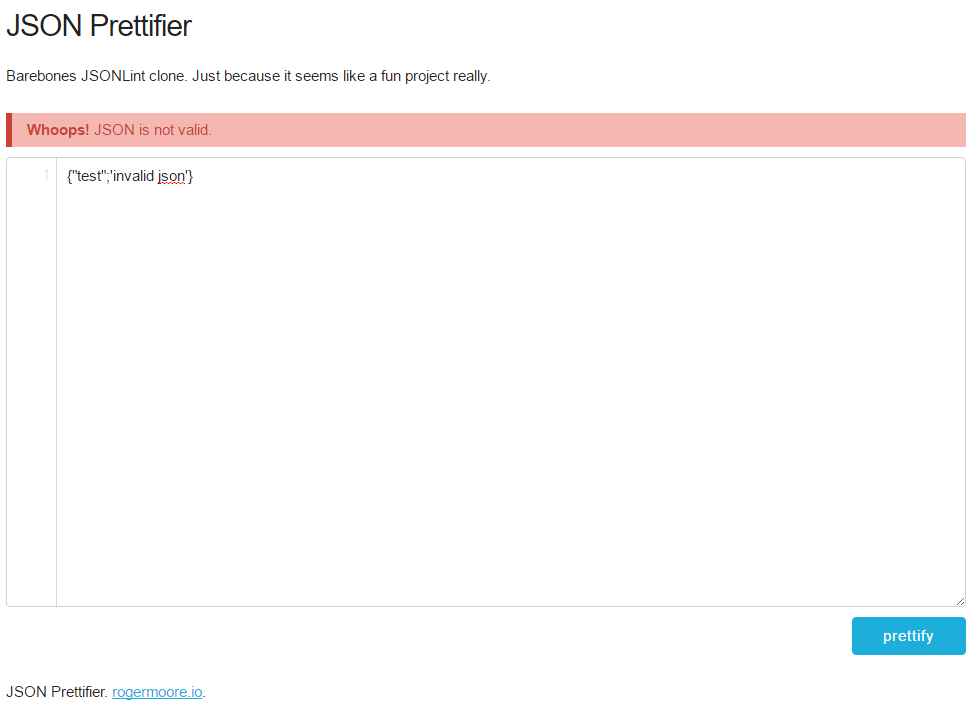 JSON Prettifier
Barebones JSONLint clone. Just because it seems like a fun project really.
Whoops! JSON is not valid.
1
{"test";'invalid json'}
prettify
JSON Prettifier. rogermoore.io.